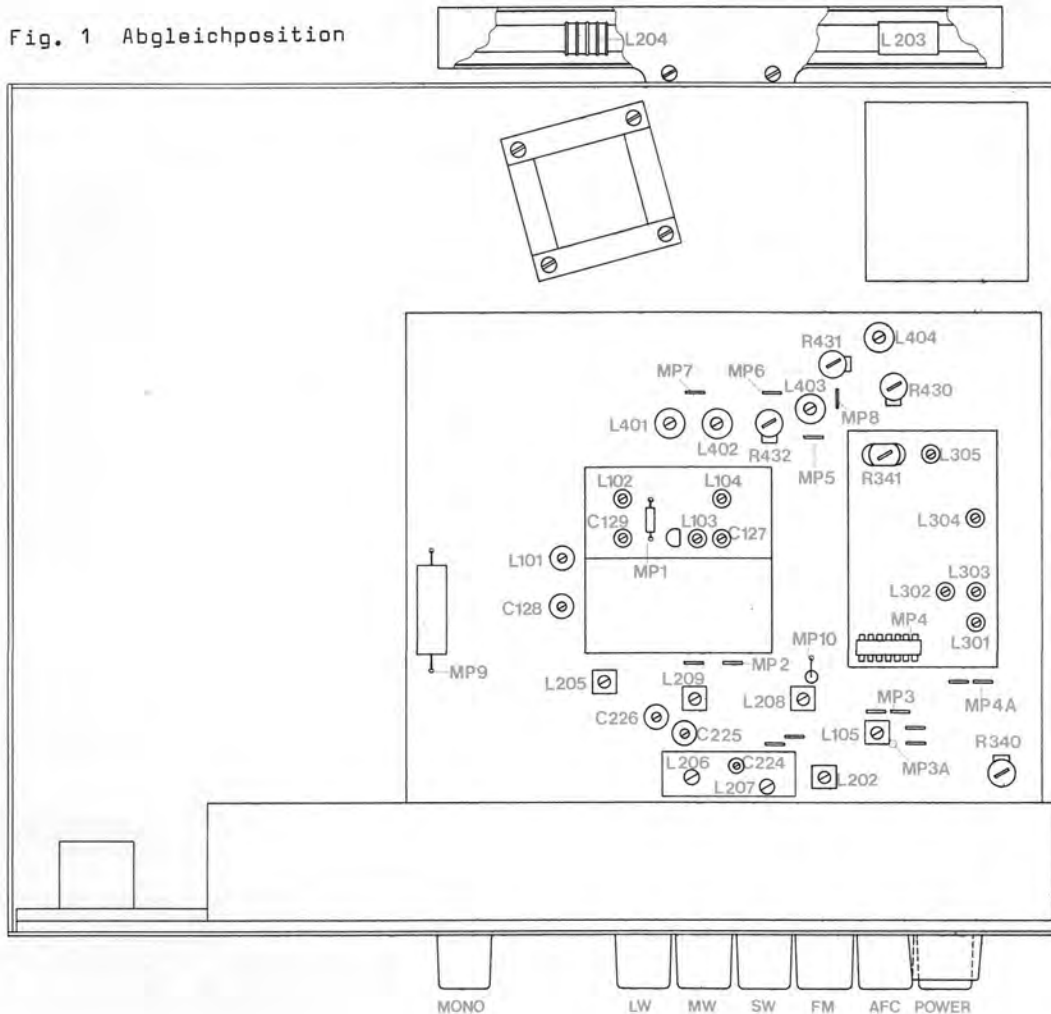 Fig. 1 Abgleichposition
L204
L203
L404
R431
MP7
MP6
L403
R430
MP8
L401
L402
R432
MP5
R341
L305
L102
L104
L304
C129
L103
C127
L101
MP1
L303
L302
C128
MP4
L301
MP10
MP9
MP2
L205
L209
MP4A
L208
MP3
C226
C225
L105
R340
MP3A
L206
C224
L207
L202
MONO LW MW SW FM AFC POWER